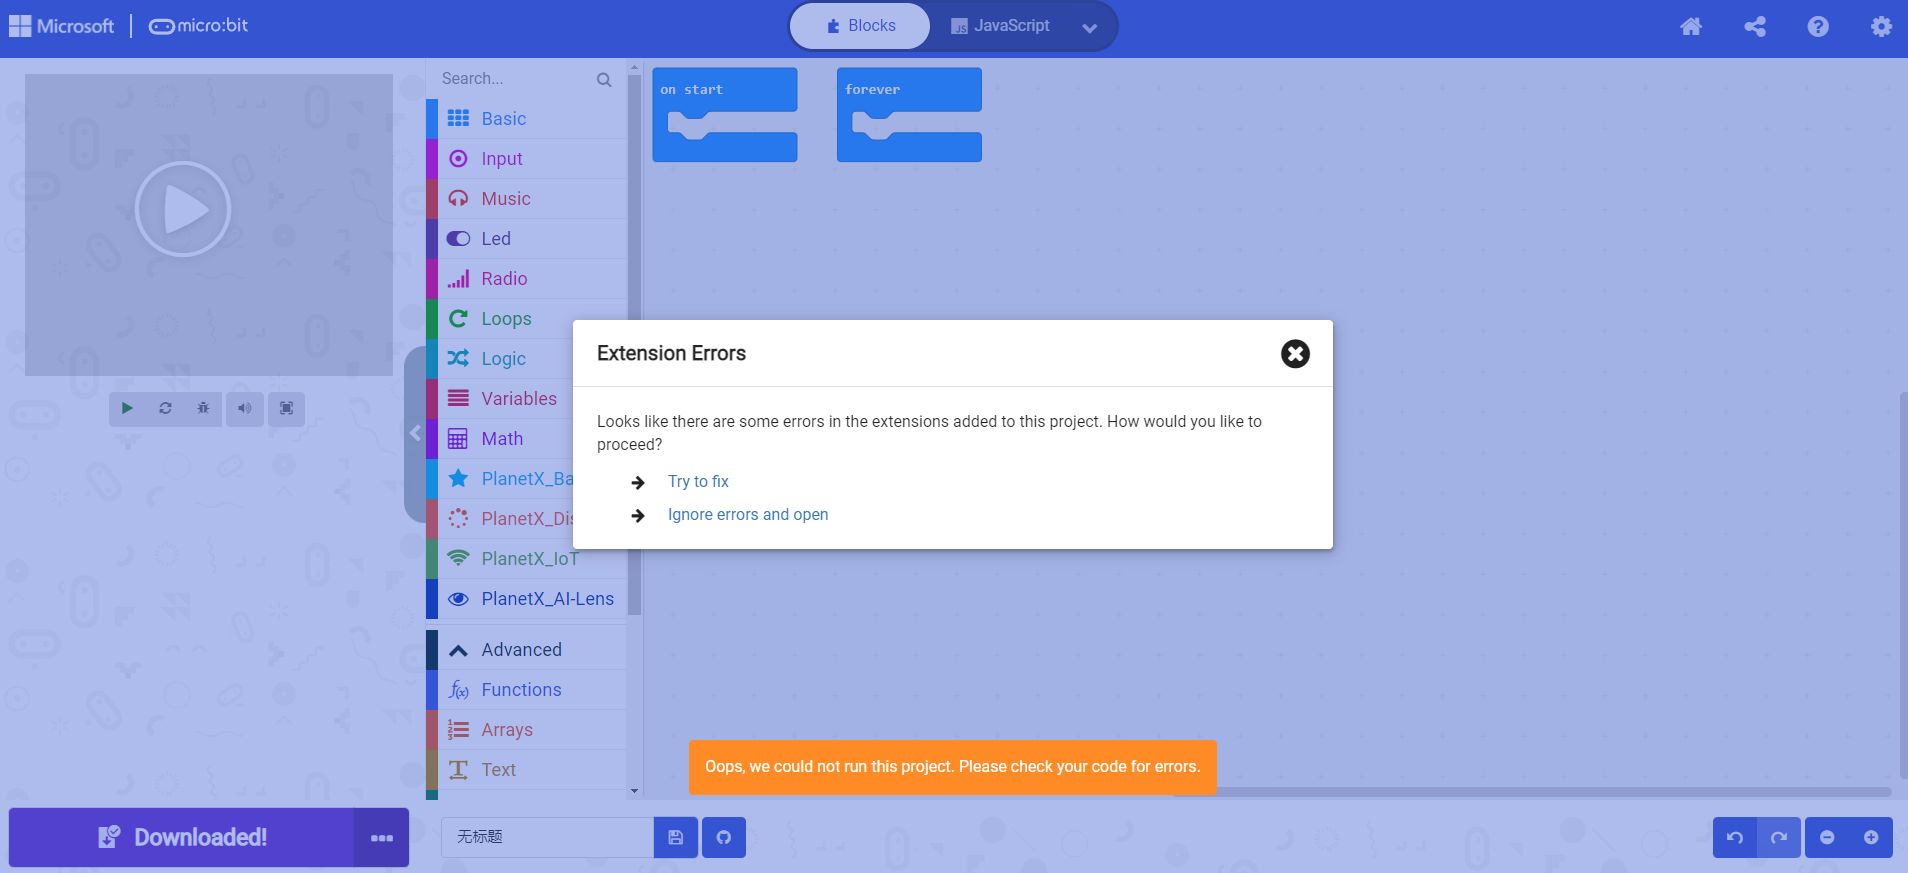 Microsoft
micro:bit
Blocks
JS
JavaScript
Search...
Basic
Input
Music
Led
Radio
Loops
Logic
Variables
Math
PlanetX_Ba
PlanetX_Dis
PlanetX_IoT
PlanetX_AI-Lens
Advanced
Functions
Arrays
Text
on start
forever
Extension Errors
Looks like there are some errors in the extensions added to this project. How would you like to
proceed?
Try to fix
Ignore errors and open
Oops, we could not run this project. Please check your code for errors.
Downloaded!
无标题